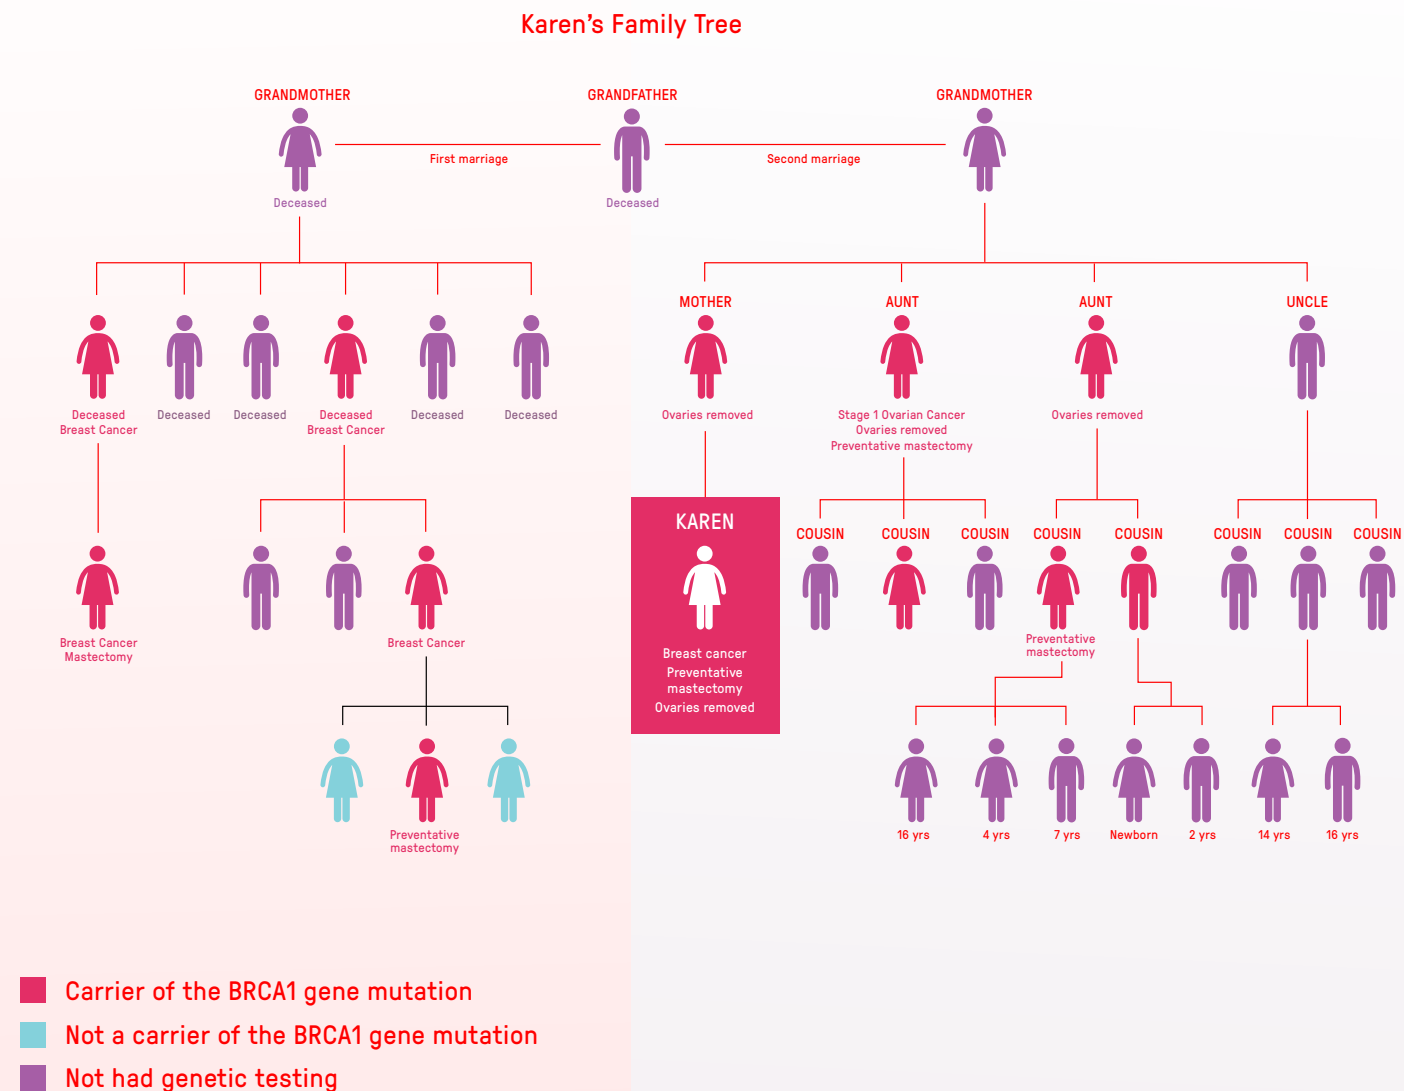 Karen's Family Tree
GRANDMOTHER
GRANDFATHER
GRANDMOTHER
First marriage
Second marriage
Deceased
Deceased
MOTHER
AUNT
AUNT
UNCLE
Deceased
Breast Cancer
Deceased
Deceased
Deceased
Breast Cancer
Deceased
Deceased
Ovaries removed
Stage 1 Ovarian Cancer
Ovaries removed
Preventative mastectomy
Ovaries removed
KAREN
COUSIN
COUSIN
COUSIN
COUSIN
COUSIN
COUSIN
COUSIN
COUSIN
Breast Cancer
Mastectomy
Breast Cancer
Breast cancer
Preventative
mastectomy
Ovaries removed
Preventative
mastectomy
Preventative
mastectomy
16 yrs
4 yrs
7 yrs
Newborn
2 yrs
14 yrs
16 yrs
Carrier of the BRCA1 gene mutation
Not a carrier of the BRCA1 gene mutation
Not had genetic testing